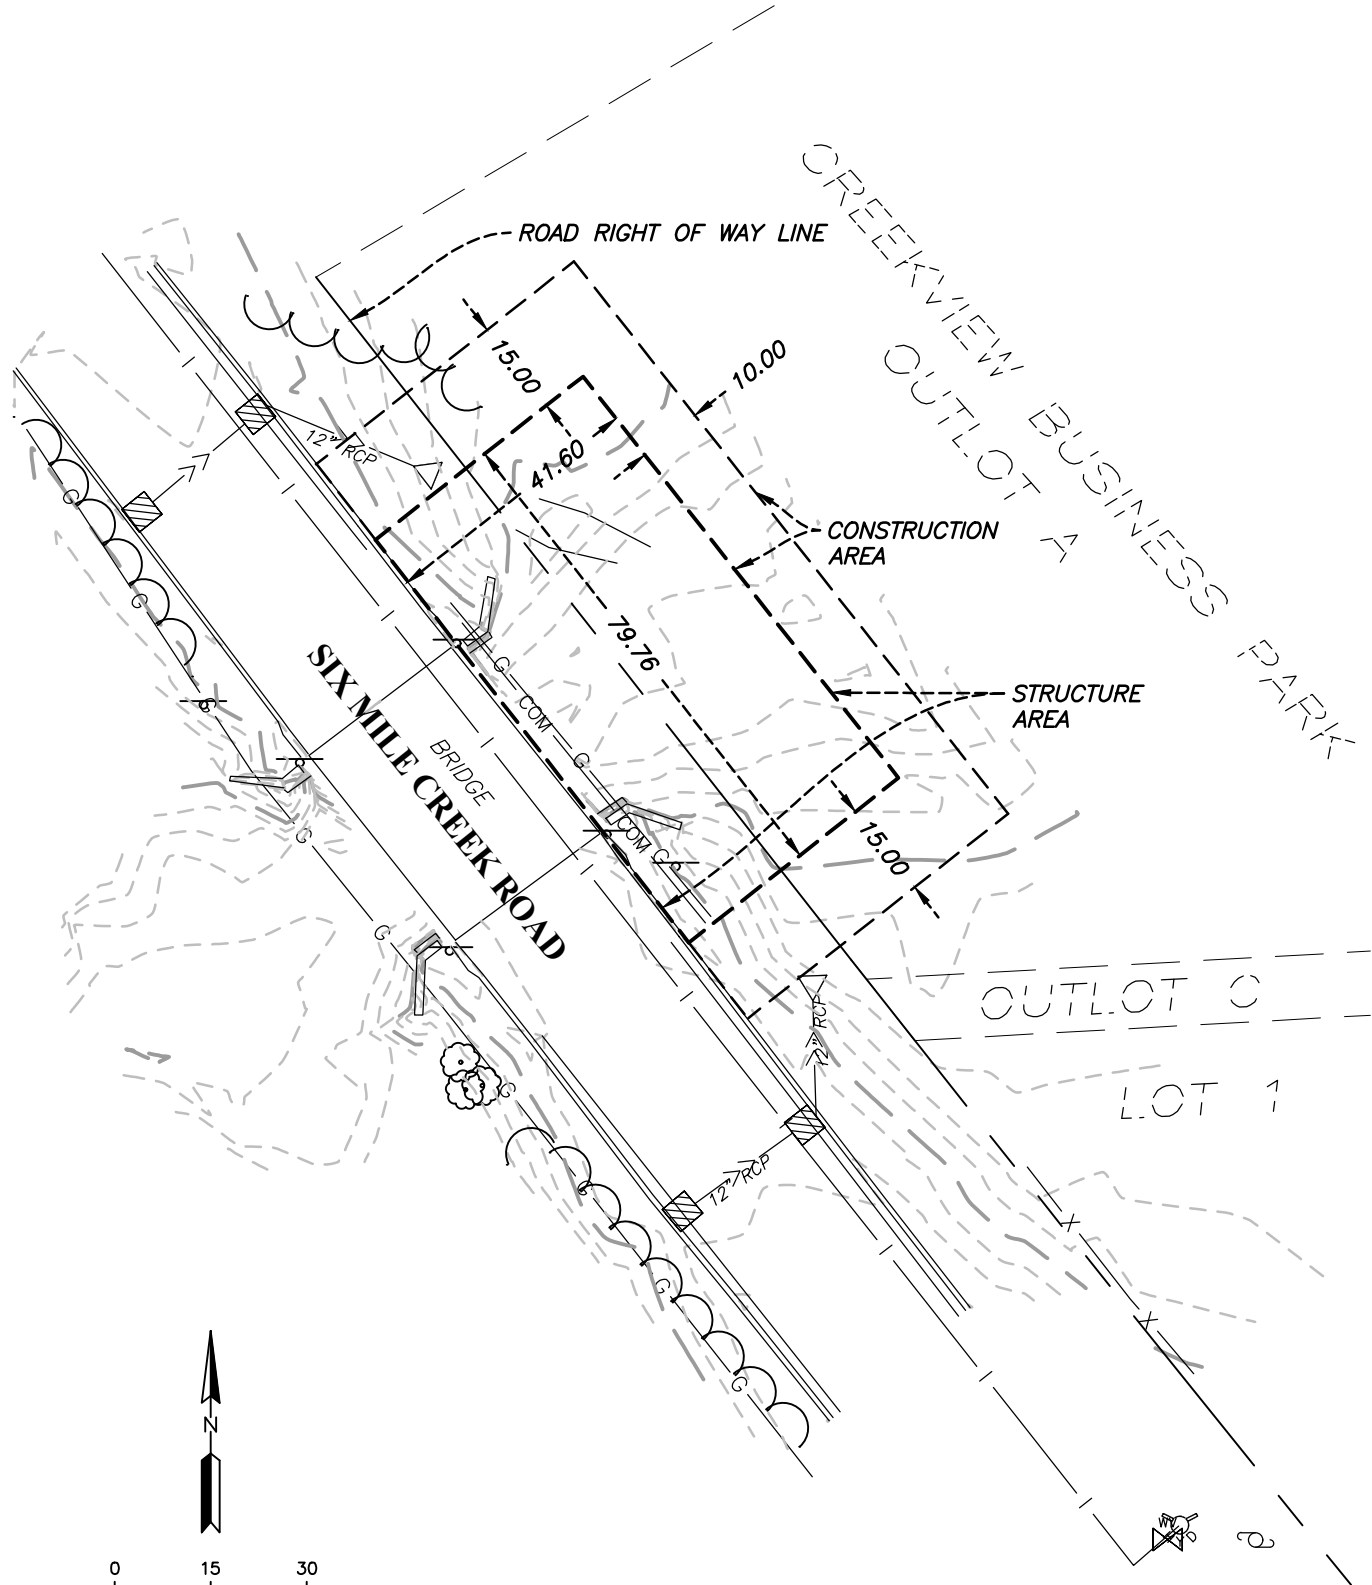 ROAD RIGHT OF WAY LINE
CREEKVIEW BUSINESS PARK
OUTLOT A
15.00
10.00
12" RCP
41.60
CONSTRUCTION
AREA
G
G
79.76
SIX MILE CREEK ROAD
BRIDGE
G
COM
G
STRUCTURE
AREA
G
COM
G
15.00
G
OUTLOT C
12" RCP
LOT 1
G
12" RCP
G
X
G
X
G
N
0 15 30